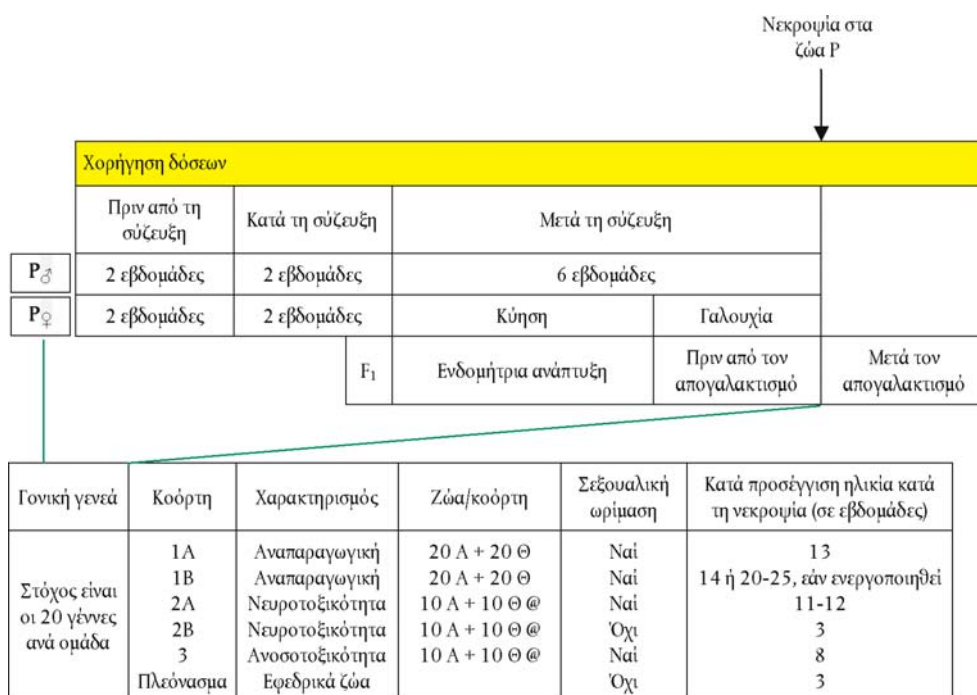 Νεκροψία στα
ζώα P
Χορήγηση δόσεων
Πριν από τη
σύζευξη
Κατά τη σύζευξη
Μετά τη σύζευξη
P♂
2 εβδομάδες
2 εβδομάδες
6 εβδομάδες
P♀
2 εβδομάδες
2 εβδομάδες
Κύηση
Γαλουχία
F1
Ενδομήτρια ανάπτυξη
Πριν από τον
απογαλακτισμό
Μετά τον
απογαλακτισμό
Γονική γενεά
Κοόρτη
Χαρακτηρισμός
Ζώα/κοόρτη
Σεξουαλική
ωρίμαση
Κατά προσέγγιση ηλικία κατά
τη νεκροψία (σε εβδομάδες)
Στόχος είναι
οι 20 γέννες
ανά ομάδα
1A Αναπαραγωγική 20 A + 20 Θ Ναί 13
1B Αναπαραγωγική 20 A + 20 Θ Ναί 14 ή 20-25, εάν ενεργοποιηθεί
2A Νευροτοξικότητα 10 A + 10 Θ @ Ναί 11-12
2B Νευροτοξικότητα 10 A + 10 Θ @ Όχι 3
3 Ανοσοτοξικότητα 10 A + 10 Θ @ Ναί 8
Πλεόνασμα Εφεδρικά ζώα Όχι 3